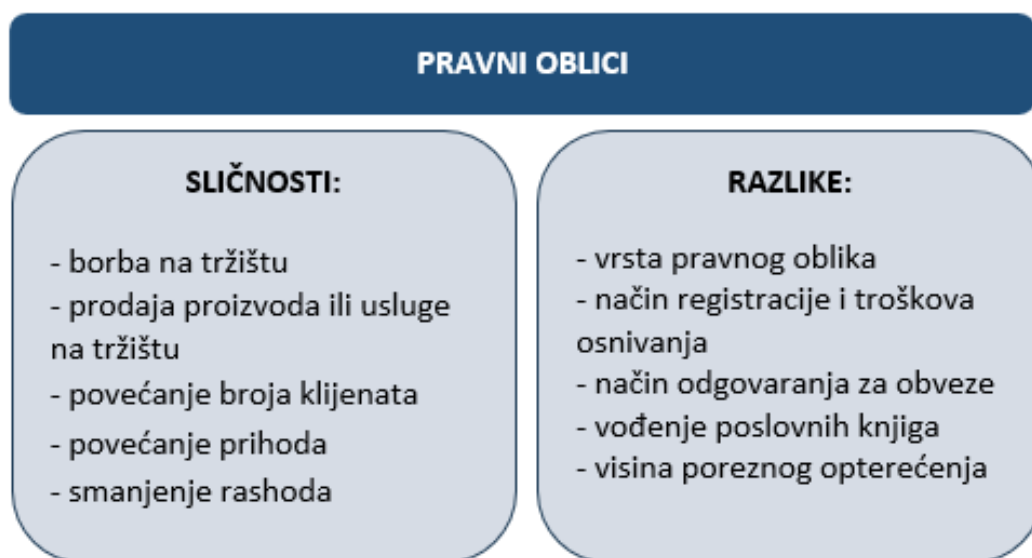 PRAVNI OBLICI
SLIČNOSTI:
- borba na tržištu
- prodaja proizvoda ili usluge
na tržištu
- povećanje broja klijenata
- povećanje prihoda
- smanjenje rashoda
RAZLIKE:
- vrsta pravnog oblika
- način registracije i troškova
osnivanja
- način odgovaranja za obveze
- vođenje poslovnih knjiga
- visina poreznog opterećenja